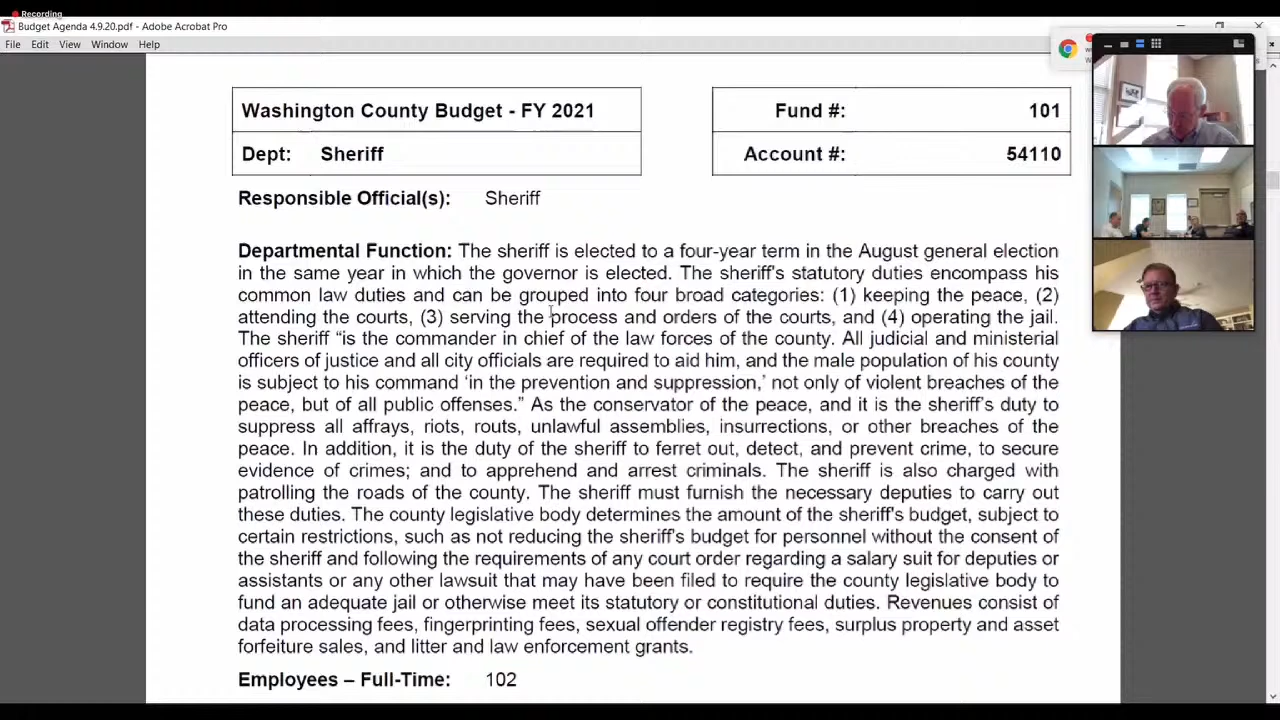 Recording
Budget Agenda 4.9.20.pdf - Adobe Acrobat Pro
File Edit View Window Help
Washington County Budget - FY 2021
Dept: Sheriff
Fund #: 101
Account #: 54110
Responsible Official(s): Sheriff
Departmental Function: The sheriff is elected to a four-year term in the August general election
in the same year in which the governor is elected. The sheriff's statutory duties encompass his
common law duties and can be grouped into four broad categories: (1) keeping the peace, (2)
attending the courts, (3) serving the process and orders of the courts, and (4) operating the jail.
The sheriff “is the commander in chief of the law forces of the county. All judicial and ministerial
officers of justice and all city officials are required to aid him, and the male population of his county
is subject to his command ‘in the prevention and suppression,’ not only of violent breaches of the
peace, but of all public offenses.” As the conservator of the peace, and it is the sheriff's duty to
suppress all affrays, riots, routs, unlawful assemblies, insurrections, or other breaches of the
peace. In addition, it is the duty of the sheriff to ferret out, detect, and prevent crime, to secure
evidence of crimes; and to apprehend and arrest criminals. The sheriff is also charged with
patrolling the roads of the county. The sheriff must furnish the necessary deputies to carry out
these duties. The county legislative body determines the amount of the sheriff's budget, subject to
certain restrictions, such as not reducing the sheriff's budget for personnel without the consent of
the sheriff and following the requirements of any court order regarding a salary suit for deputies or
assistants or any other lawsuit that may have been filed to require the county legislative body to
fund an adequate jail or otherwise meet its statutory or constitutional duties. Revenues consist of
data processing fees, fingerprinting fees, sexual offender registry fees, surplus property and asset
forfeiture sales, and litter and law enforcement grants.
Employees – Full-Time: 102